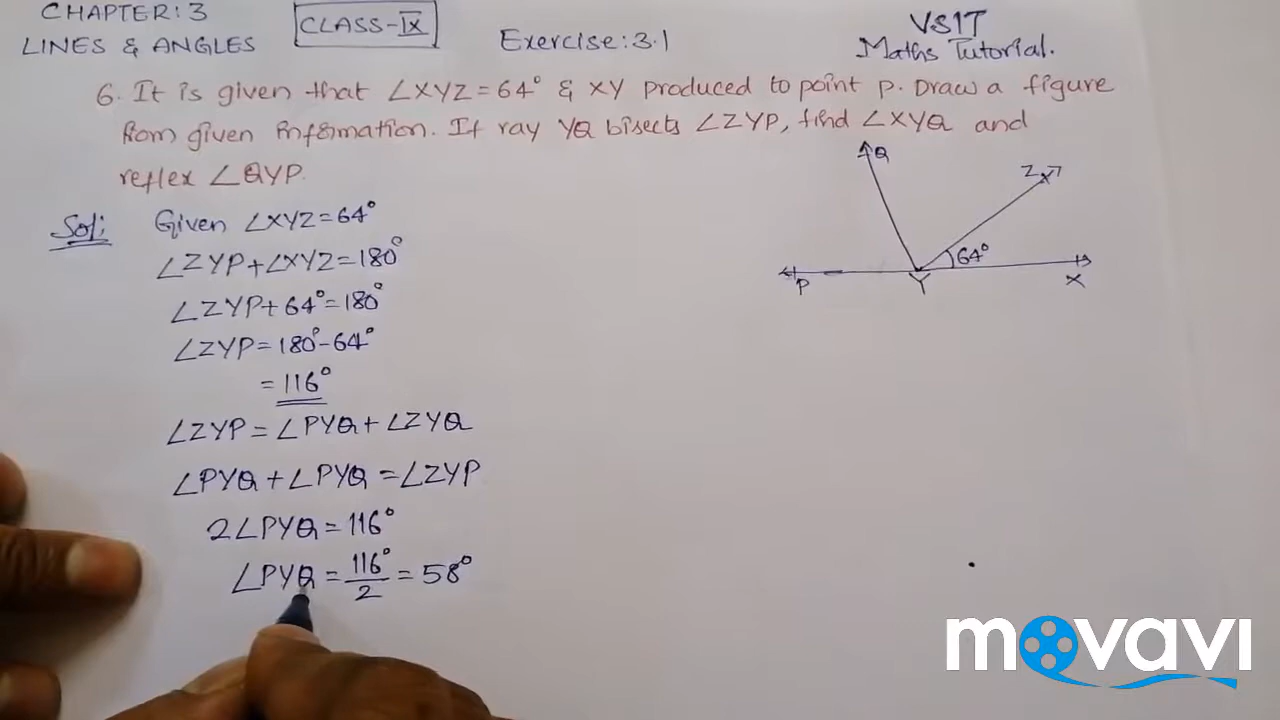 CHAPTER:3
LINES & ANGLES
CLASS-IX
Exercise:3.1
VSIT
Maths Tutorial.
6. It is given that ∠XYZ=64° & XY produced to point p. Draw a figure
from given information. If ray YQ bisects ∠ZYP, find ∠XYQ and
reflex ∠QYP.
Sol:
Given ∠XYZ=64°
∠ZYP+∠XYZ=180°
∠ZYP+64°=180°
∠ZYP=180°-64°
=116°
∠ZYP=∠PYQ+∠ZYQ
∠PYQ+∠PYQ=∠ZYP
2∠PYQ=116°
∠PYQ=116°/2=58°
Q
Z
64°
P
Y
X
movavi